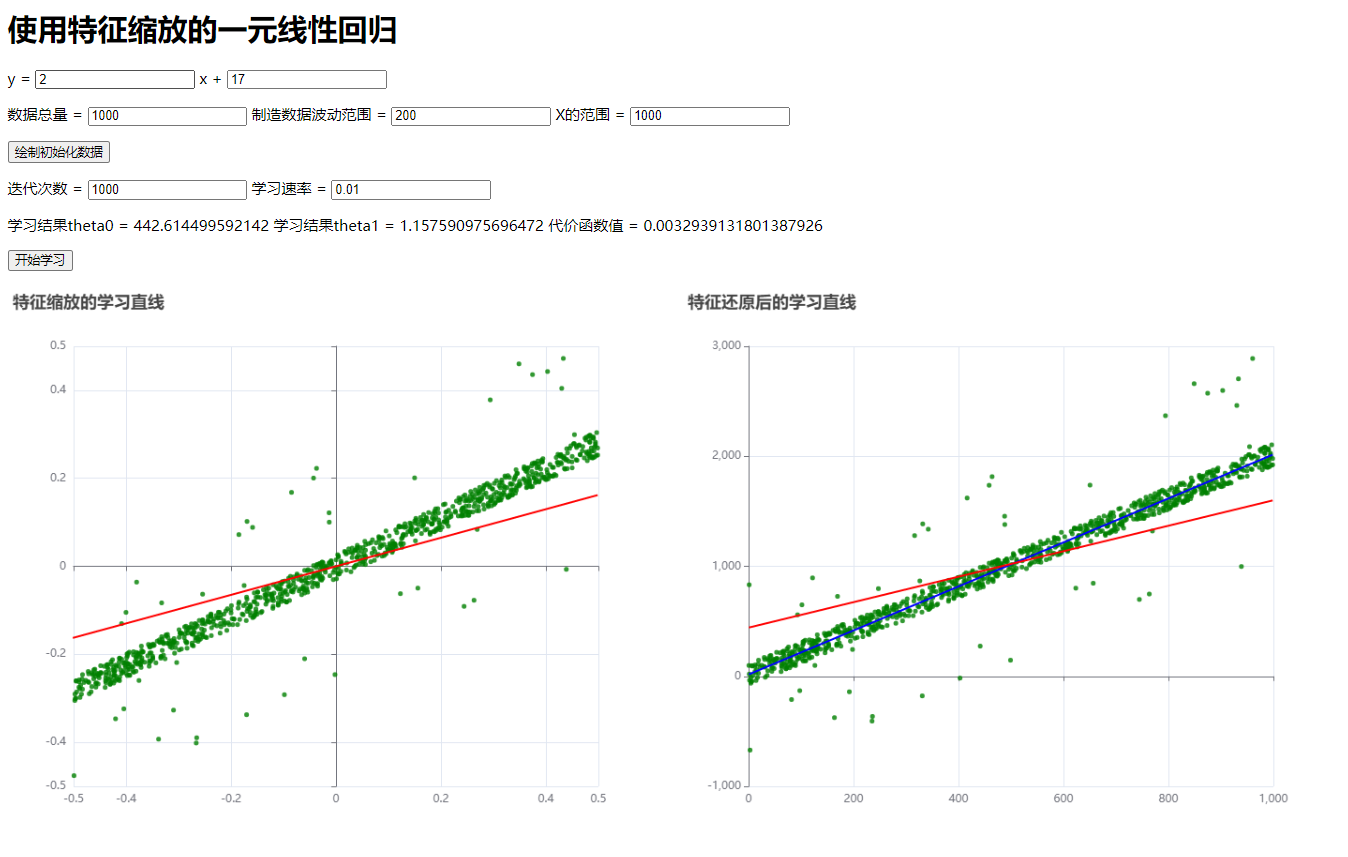 使用特征缩放的一元线性回归
y = 2 x + 17
数据总量 = 1000 制造数据波动范围 = 200 X的范围 = 1000
绘制初始化数据
迭代次数 = 1000 学习速率 = 0.01
学习结果theta0 = 442.614499592142 学习结果theta1 = 1.157590975696472 代价函数值 = 0.0032939131801387926
开始学习
特征缩放的学习直线
0.5
0.4
0.2
0
-0.2
-0.4
-0.5
-0.5 -0.4 -0.2 0 0.2 0.4 0.5
特征还原后的学习直线
3,000
2,000
1,000
0
-1,000
0 200 400 600 800 1,000